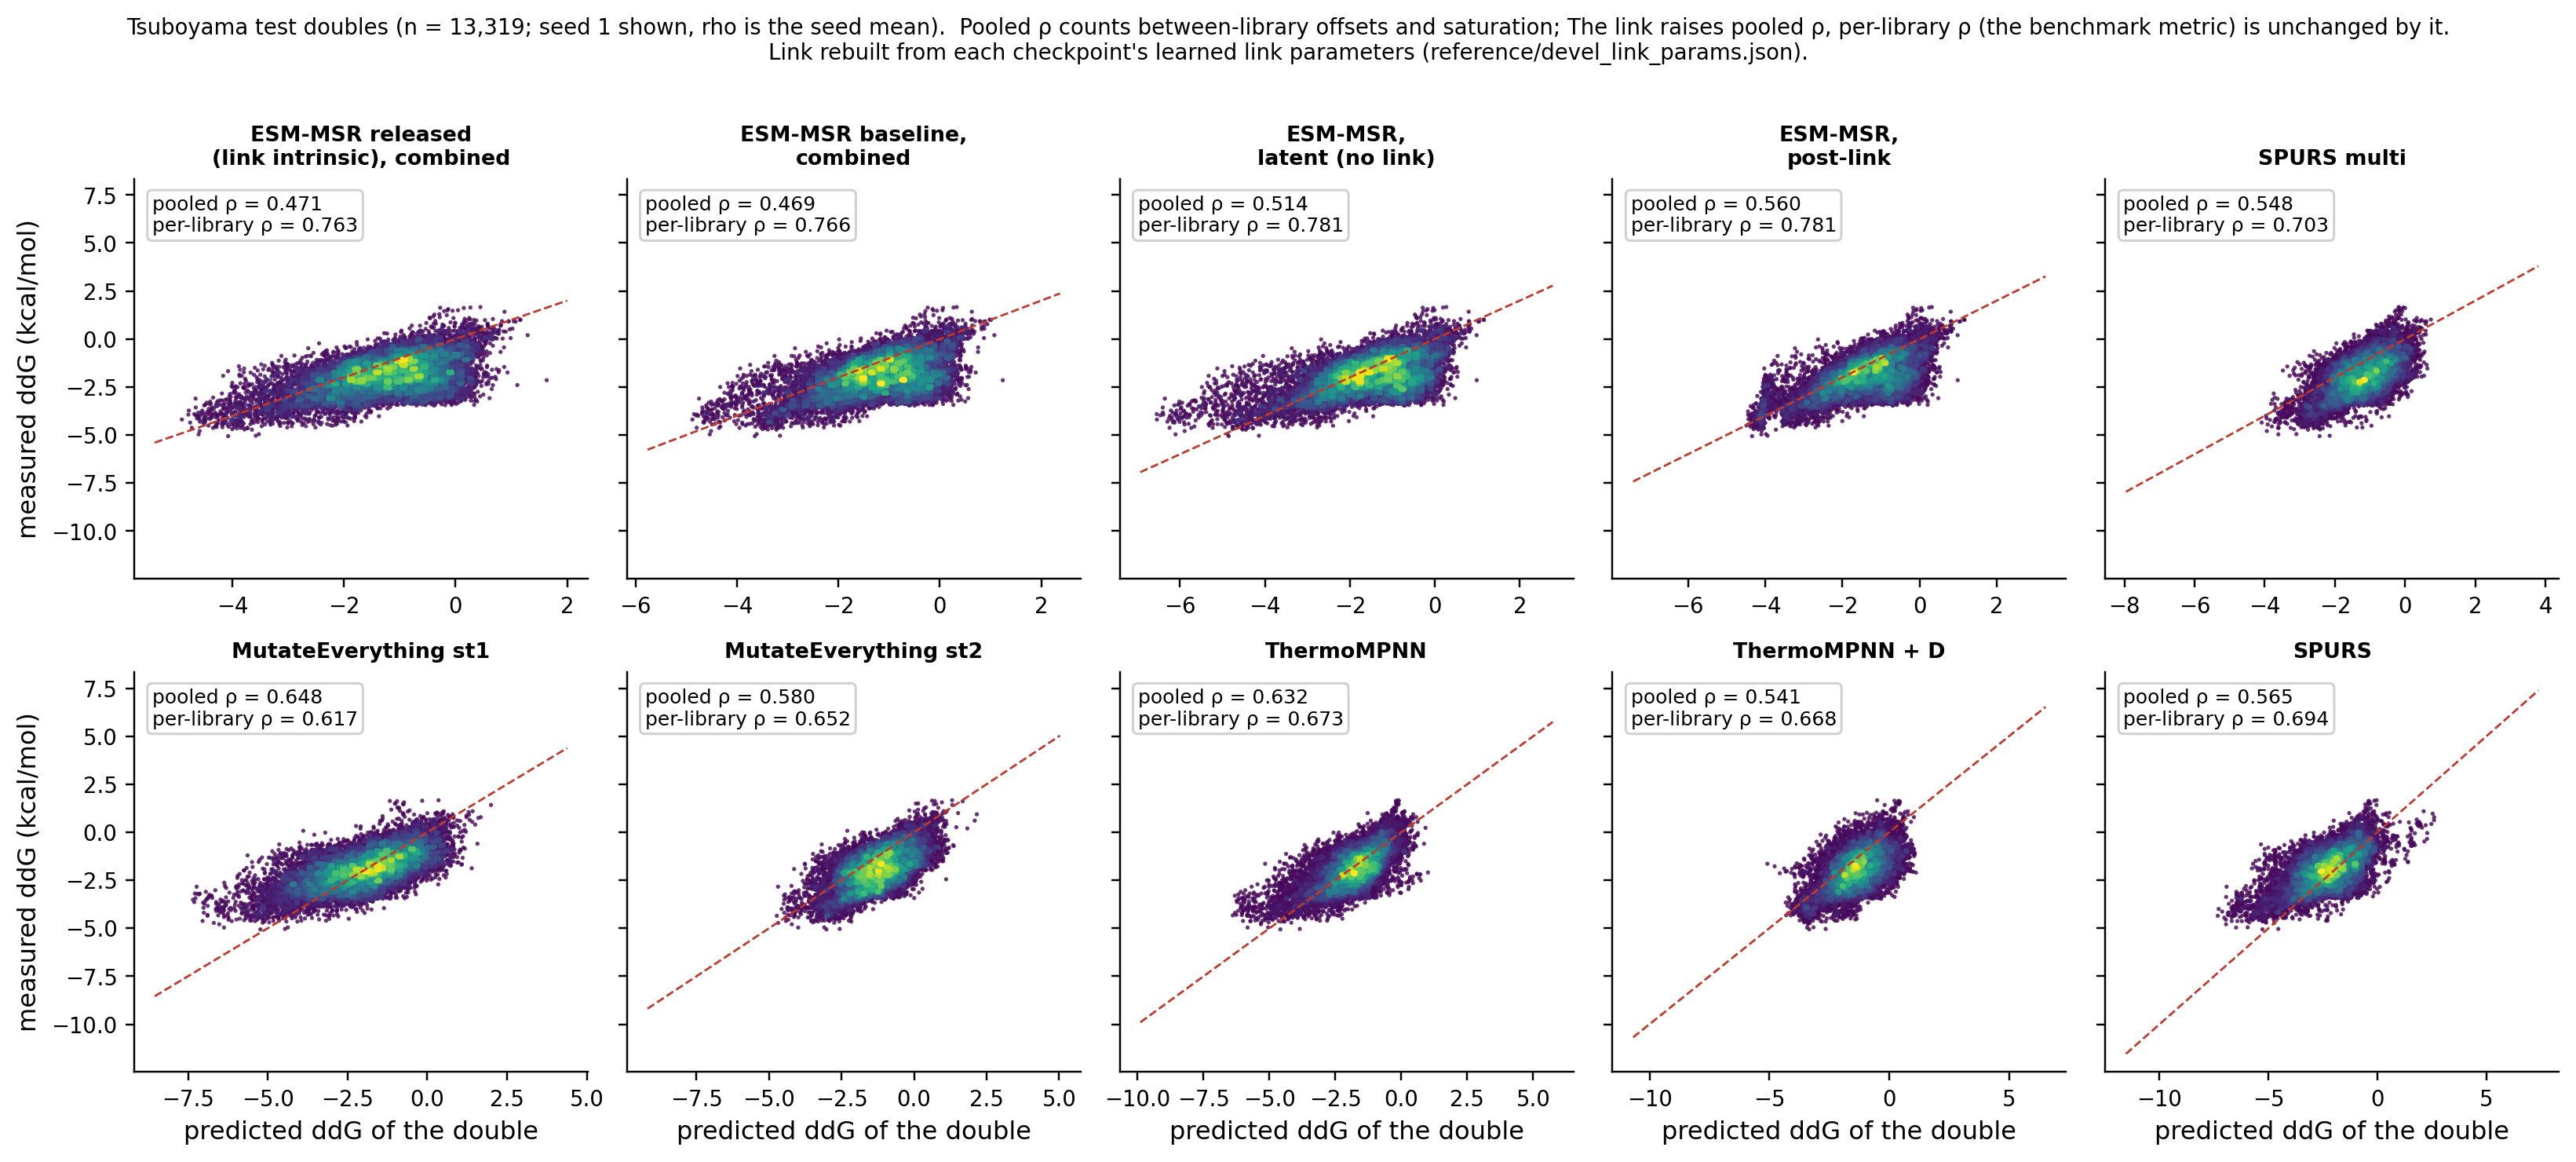 Tsuboyama test doubles (n = 13,319; seed 1 shown, rho is the seed mean).  Pooled ρ counts between-library offsets and saturation; The link raises pooled ρ, per-library ρ (the benchmark metric) is unchanged by it.
Link rebuilt from each checkpoint's learned link parameters (reference/devel_link_params.json).
ESM-MSR released
(link intrinsic), combined
pooled ρ = 0.471
per-library ρ = 0.763
ESM-MSR baseline,
combined
pooled ρ = 0.469
per-library ρ = 0.766
ESM-MSR,
latent (no link)
pooled ρ = 0.514
per-library ρ = 0.781
ESM-MSR,
post-link
pooled ρ = 0.560
per-library ρ = 0.781
SPURS multi
pooled ρ = 0.548
per-library ρ = 0.703
measured ddG (kcal/mol)
7.5
5.0
2.5
0.0
−2.5
−5.0
−7.5
−10.0
−4 −2 0 2
−6 −4 −2 0 2
−6 −4 −2 0 2
−6 −4 −2 0 2
−8 −6 −4 −2 0 2 4
MutateEverything st1
pooled ρ = 0.648
per-library ρ = 0.617
MutateEverything st2
pooled ρ = 0.580
per-library ρ = 0.652
ThermoMPNN
pooled ρ = 0.632
per-library ρ = 0.673
ThermoMPNN + D
pooled ρ = 0.541
per-library ρ = 0.668
SPURS
pooled ρ = 0.565
per-library ρ = 0.694
measured ddG (kcal/mol)
7.5
5.0
2.5
0.0
−2.5
−5.0
−7.5
−10.0
−7.5 −5.0 −2.5 0.0 2.5 5.0
−7.5 −5.0 −2.5 0.0 2.5 5.0
−10.0 −7.5 −5.0 −2.5 0.0 2.5 5.0
−10 −5 0 5
−10 −5 0 5
predicted ddG of the double
predicted ddG of the double
predicted ddG of the double
predicted ddG of the double
predicted ddG of the double